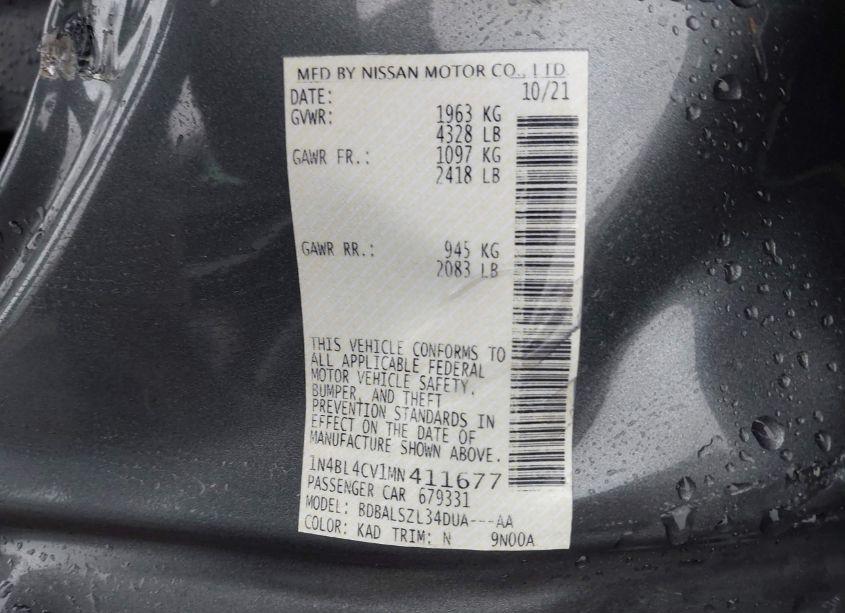 MFD BY NISSAN MOTOR CO., LTD
DATE: 10/21
GVWR: 1963 KG
4328 LB
GAWR FR.: 1097 KG
2418 LB
GAWR RR.: 945 KG
2083 LB
THIS VEHICLE CONFORMS TO
ALL APPLICABLE FEDERAL
MOTOR VEHICLE SAFETY,
BUMPER, AND THEFT
PREVENTION STANDARDS IN
EFFECT ON THE DATE OF
MANUFACTURE SHOWN ABOVE.
1N4BL4CV1MN411677
PASSENGER CAR 679331
MODEL: BDBALSZL34DUA---AA
COLOR: KAD TRIM: N 9N00A